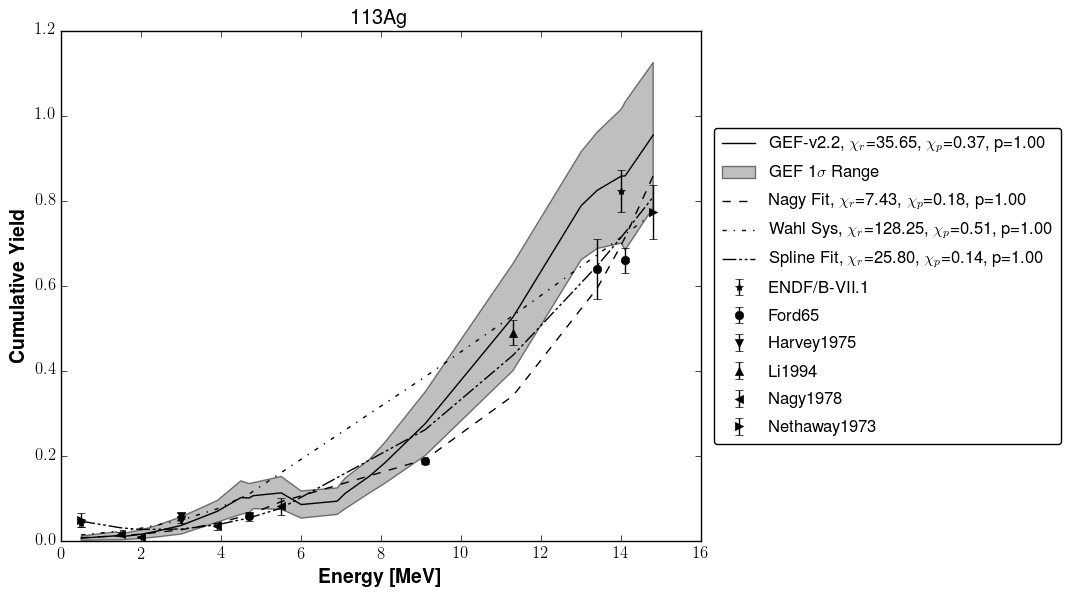 113Ag
1.2
1.0
0.8
0.6
0.4
0.2
0.0
Cumulative Yield
0 2 4 6 8 10 12 14 16
Energy [MeV]
GEF-v2.2, χr=35.65, χp=0.37, p=1.00
GEF 1σ Range
Nagy Fit, χr=7.43, χp=0.18, p=1.00
Wahl Sys, χr=128.25, χp=0.51, p=1.00
Spline Fit, χr=25.80, χp=0.14, p=1.00
ENDF/B-VII.1
Ford65
Harvey1975
Li1994
Nagy1978
Nethaway1973